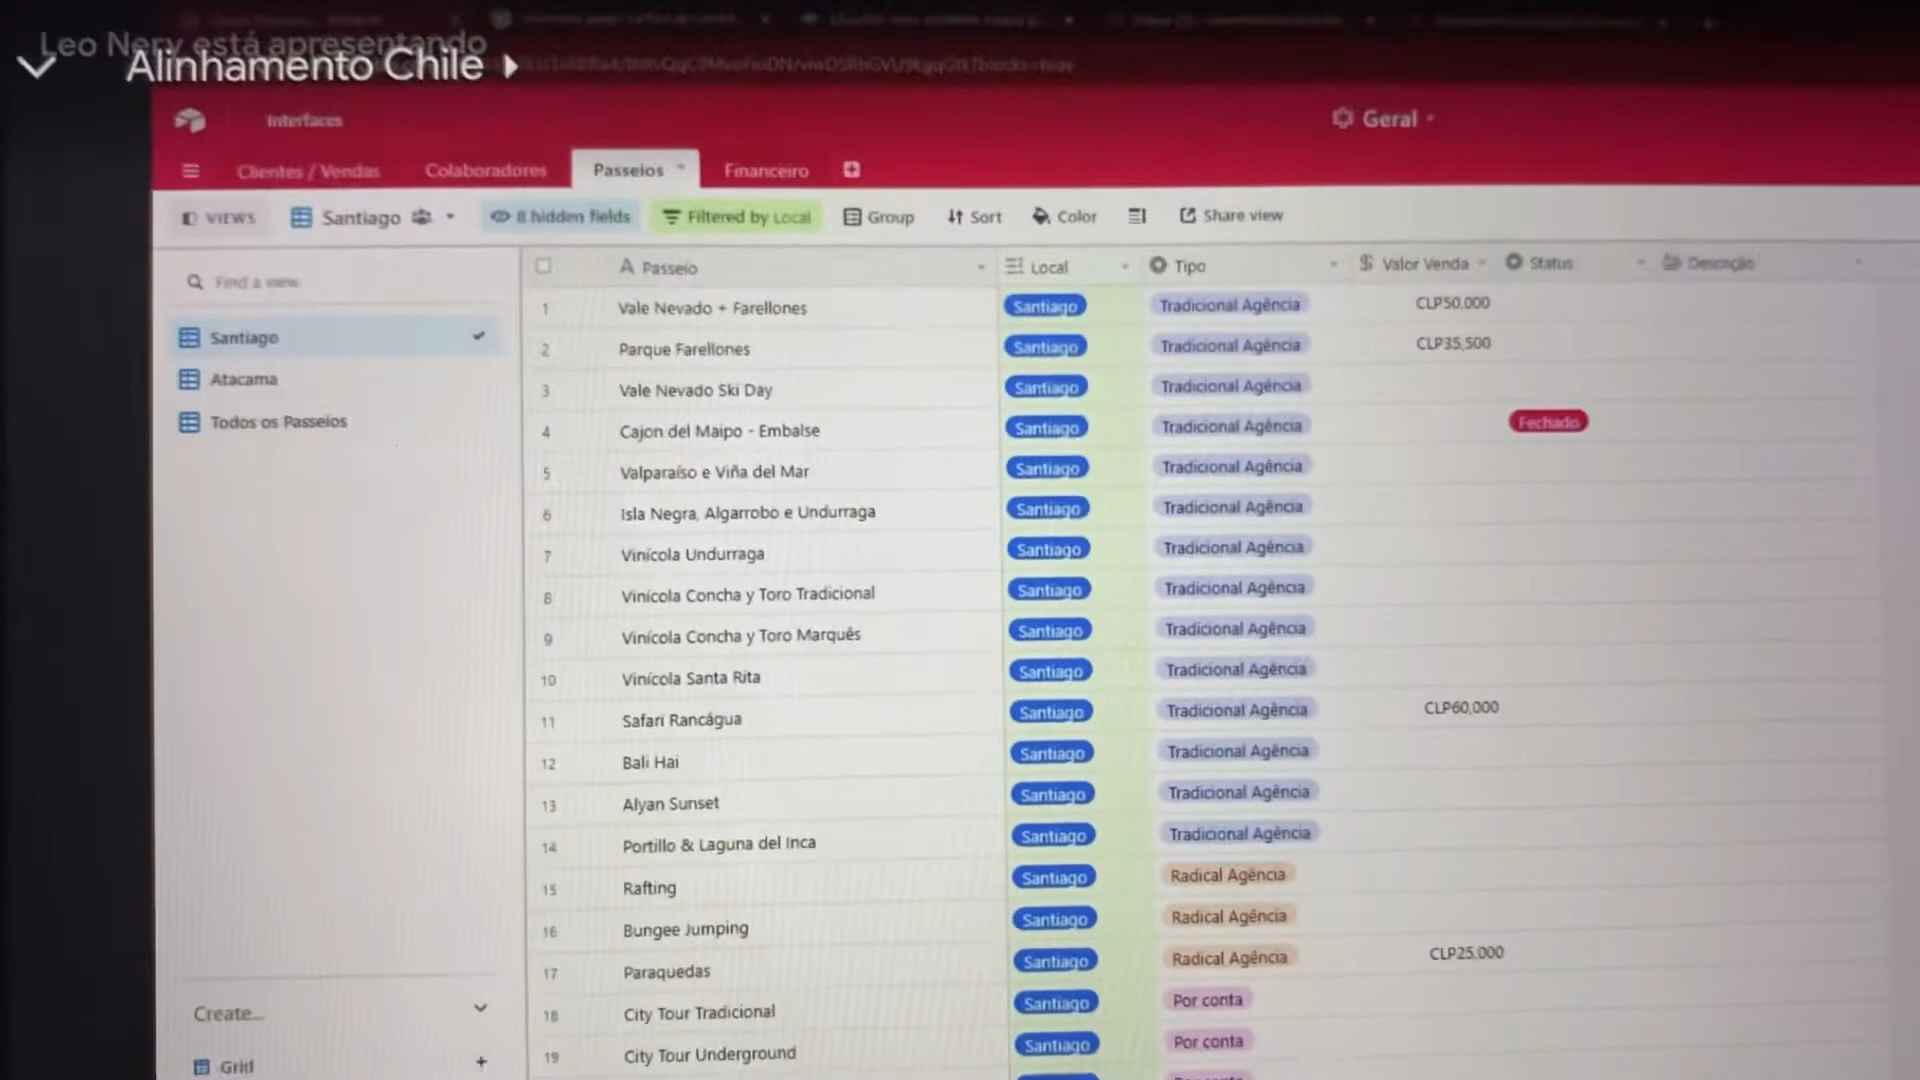 Leo Nery está apresentando
Alinhamento Chile
Interfaces
Geral
Clientes / Vendas
Colaboradores
Passeios
Financeiro
VIEWS
Santiago
8 hidden fields
Filtered by Local
Group
Sort
Color
Share view
Find a view
Santiago
Atacama
Todos os Passeios
Create...
Grid
Passeio Local Tipo Valor Venda Status Descrição
1 Vale Nevado + Farellones Santiago Tradicional Agência CLP50,000
2 Parque Farellones Santiago Tradicional Agência CLP35,500
3 Vale Nevado Ski Day Santiago Tradicional Agência
4 Cajon del Maipo - Embalse Santiago Tradicional Agência Fechado
5 Valparaíso e Viña del Mar Santiago Tradicional Agência
6 Isla Negra, Algarrobo e Undurraga Santiago Tradicional Agência
7 Vinícola Undurraga Santiago Tradicional Agência
8 Vinícola Concha y Toro Tradicional Santiago Tradicional Agência
9 Vinícola Concha y Toro Marquês Santiago Tradicional Agência
10 Vinícola Santa Rita Santiago Tradicional Agência
11 Safari Rancágua Santiago Tradicional Agência CLP60,000
12 Bali Hai Santiago Tradicional Agência
13 Alyan Sunset Santiago Tradicional Agência
14 Portillo & Laguna del Inca Santiago Tradicional Agência
15 Rafting Santiago Radical Agência
16 Bungee Jumping Santiago Radical Agência
17 Paraquedas Santiago Radical Agência CLP25,000
18 City Tour Tradicional Santiago Por conta
19 City Tour Underground Santiago Por conta